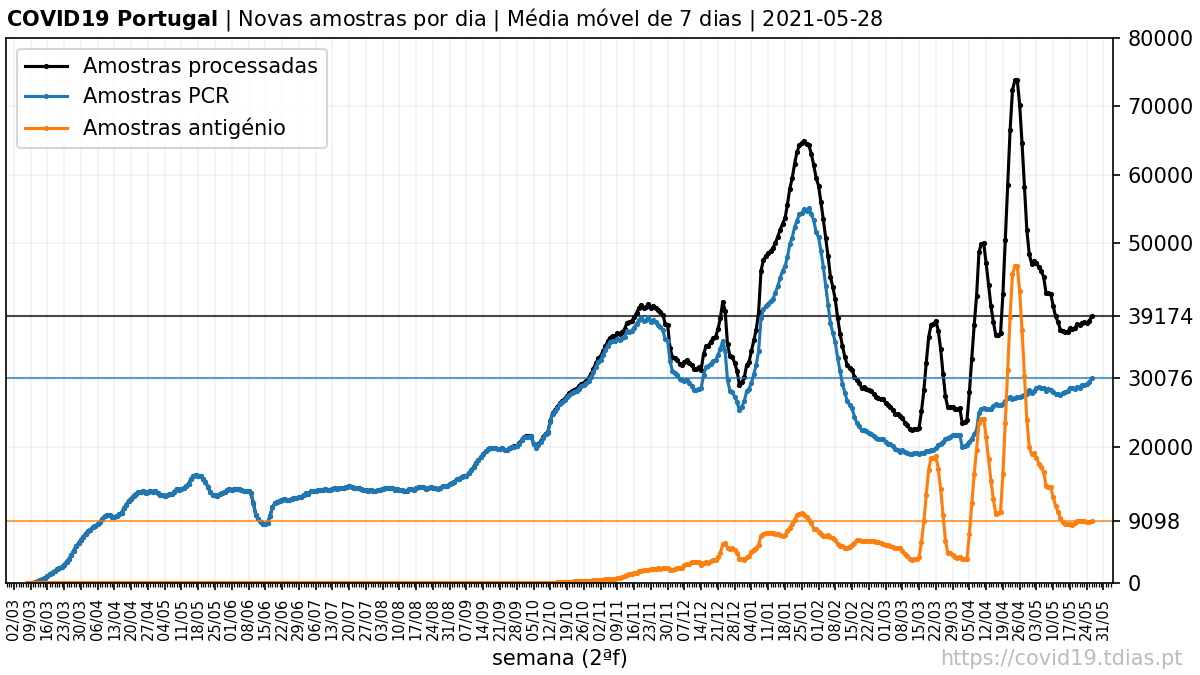 COVID19 Portugal | Novas amostras por dia | Média móvel de 7 dias | 2021-05-28
Amostras processadas
Amostras PCR
Amostras antigénio
80000
70000
60000
50000
39174
30076
20000
9098
0
02/03 09/03 16/03 23/03 30/03 06/04 13/04 20/04 27/04 04/05 11/05 18/05 25/05 01/06 08/06 15/06 22/06 29/06 06/07 13/07 20/07 27/07 03/08 10/08 17/08 24/08 31/08 07/09 14/09 21/09 28/09 05/10 12/10 19/10 26/10 02/11 09/11 16/11 23/11 30/11 07/12 14/12 21/12 28/12 04/01 11/01 18/01 25/01 01/02 08/02 15/02 22/02 01/03 08/03 15/03 22/03 29/03 05/04 12/04 19/04 26/04 03/05 10/05 17/05 24/05 31/05
semana (2ªf)
https://covid19.tdias.pt